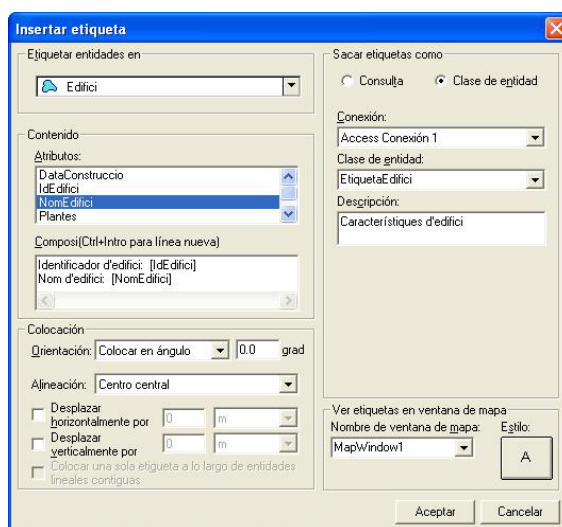 Insertar etiqueta
Etiquetar entidades en
Edifici
Contenido
Atributos:
DataConstruccio
IdEdifici
NomEdifici
Plantes
Composi(Ctrl+Intro para línea nueva)
Identificador d'edifici: [IdEdifici]
Nom d'edifici: [NomEdifici]
Colocación
Orientación: Colocar en ángulo 0.0 grad
Alineación: Centro central
Desplazar
horizontalmente por 0 m
Desplazar
verticalmente por 0 m
Colocar una sola etigueta a lo largo de entidades
lineales contiguas
Sacar etiquetas como
Consulta Clase de entidad
Conexión:
Access Conexión 1
Clase de entidad:
EtiquetaEdifici
Descripción:
Característiques d'edifici
Ver etiquetas en ventana de mapa
Nombre de ventana de mapa: Estilo:
MapWindow1 A
Aceptar Cancelar